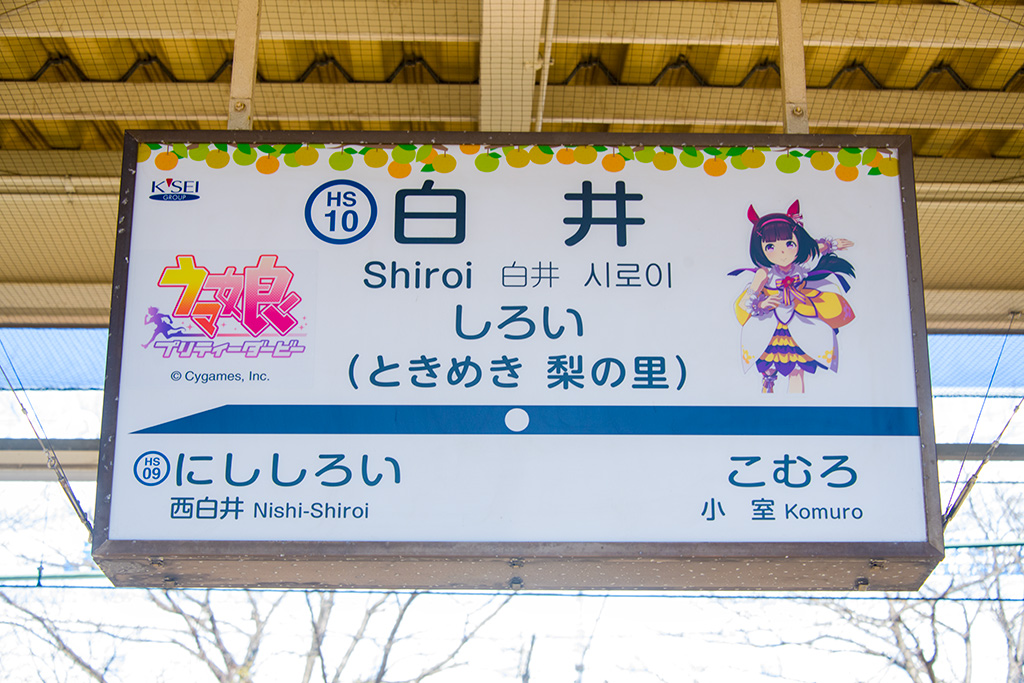 K'SEI
GROUP
HS
10
白井
Shiroi 白井 시로이
しろい
(ときめき 梨の里)
ウマ娘
プリティーダービー
© Cygames, Inc.
HS
09
にししろい
西白井 Nishi-Shiroi
こむろ
小室 Komuro